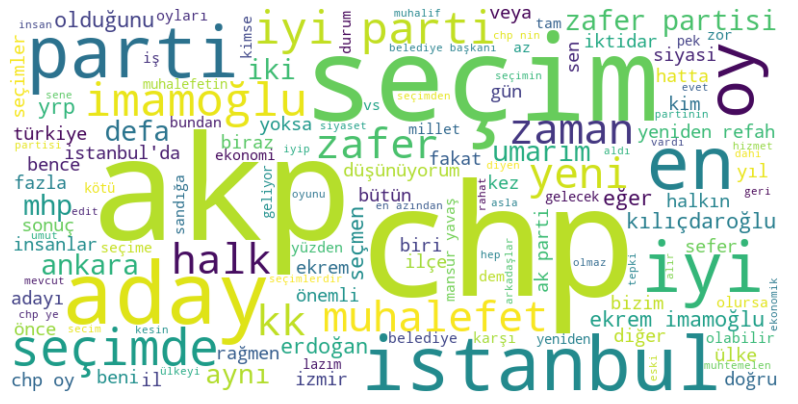 insan
olduğunu
oyları
iyi parti
durum
muhalif
kimse
chp nin
veya
az
tam
zafer partisi
pek
zor
parti
belediye başkanı
seçim
sen
iktidar
siyasi
oy
seçimler
iş
iki
muhalefetin
yrp
imamoğlu
vs
seçimden
gün
hatta
evet
sene
bundan
defa
yoksa
siyaset
seçimin
zaman
kim
partinin
türkiye
partisi
istanbul'da
biraz
ekonomi
zafer
millet
iyip
diyen
fakat
aldı
umarım
yeniden refah
vardı
dahi
hizmet
en
bence
fazla
kötü
akp
sandığa
geliyor
düşünüyorum
oyunu
en azından
bütün
rahat
chp
kez
asla
yeni
gelecek
eğer
yıl
geri
halkın
mhp
edit
sonuç
umut
insanlar
seçime
halk
yüzden
seçmen
biri
mansur yavaş
kılıçdaroğlu
ankara
mevcut
aday
seçimlerdir
ekrem
ilçe
hep
dem
arkadaşlar
olmaz
sefer
tepki
ak parti
iyi
alır
bizim
olursa
ekonomik
adayı
chp ye
önce
seçim
kesin
kk
önemli
muhalefet
ekrem imamoğlu
diğer
olabilir
seçimde
rağmen
erdoğan
belediye
karşı
yeniden
eski
ülke
muhtemelen
chp oy
beni
il
ülkeyi
aynı
lazım
izmir
istanbul
doğru